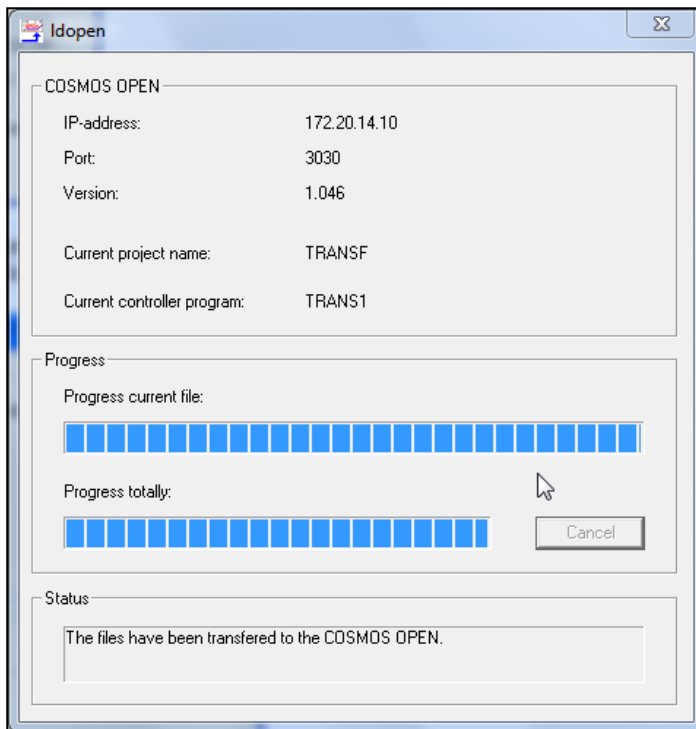 Idopen
COSMOS OPEN
IP-address: 172.20.14.10
Port: 3030
Version: 1.046
Current project name: TRANSF
Current controller program: TRANS1
Progress
Progress current file:
Progress totally:
Cancel
Status
The files have been transfered to the COSMOS OPEN.